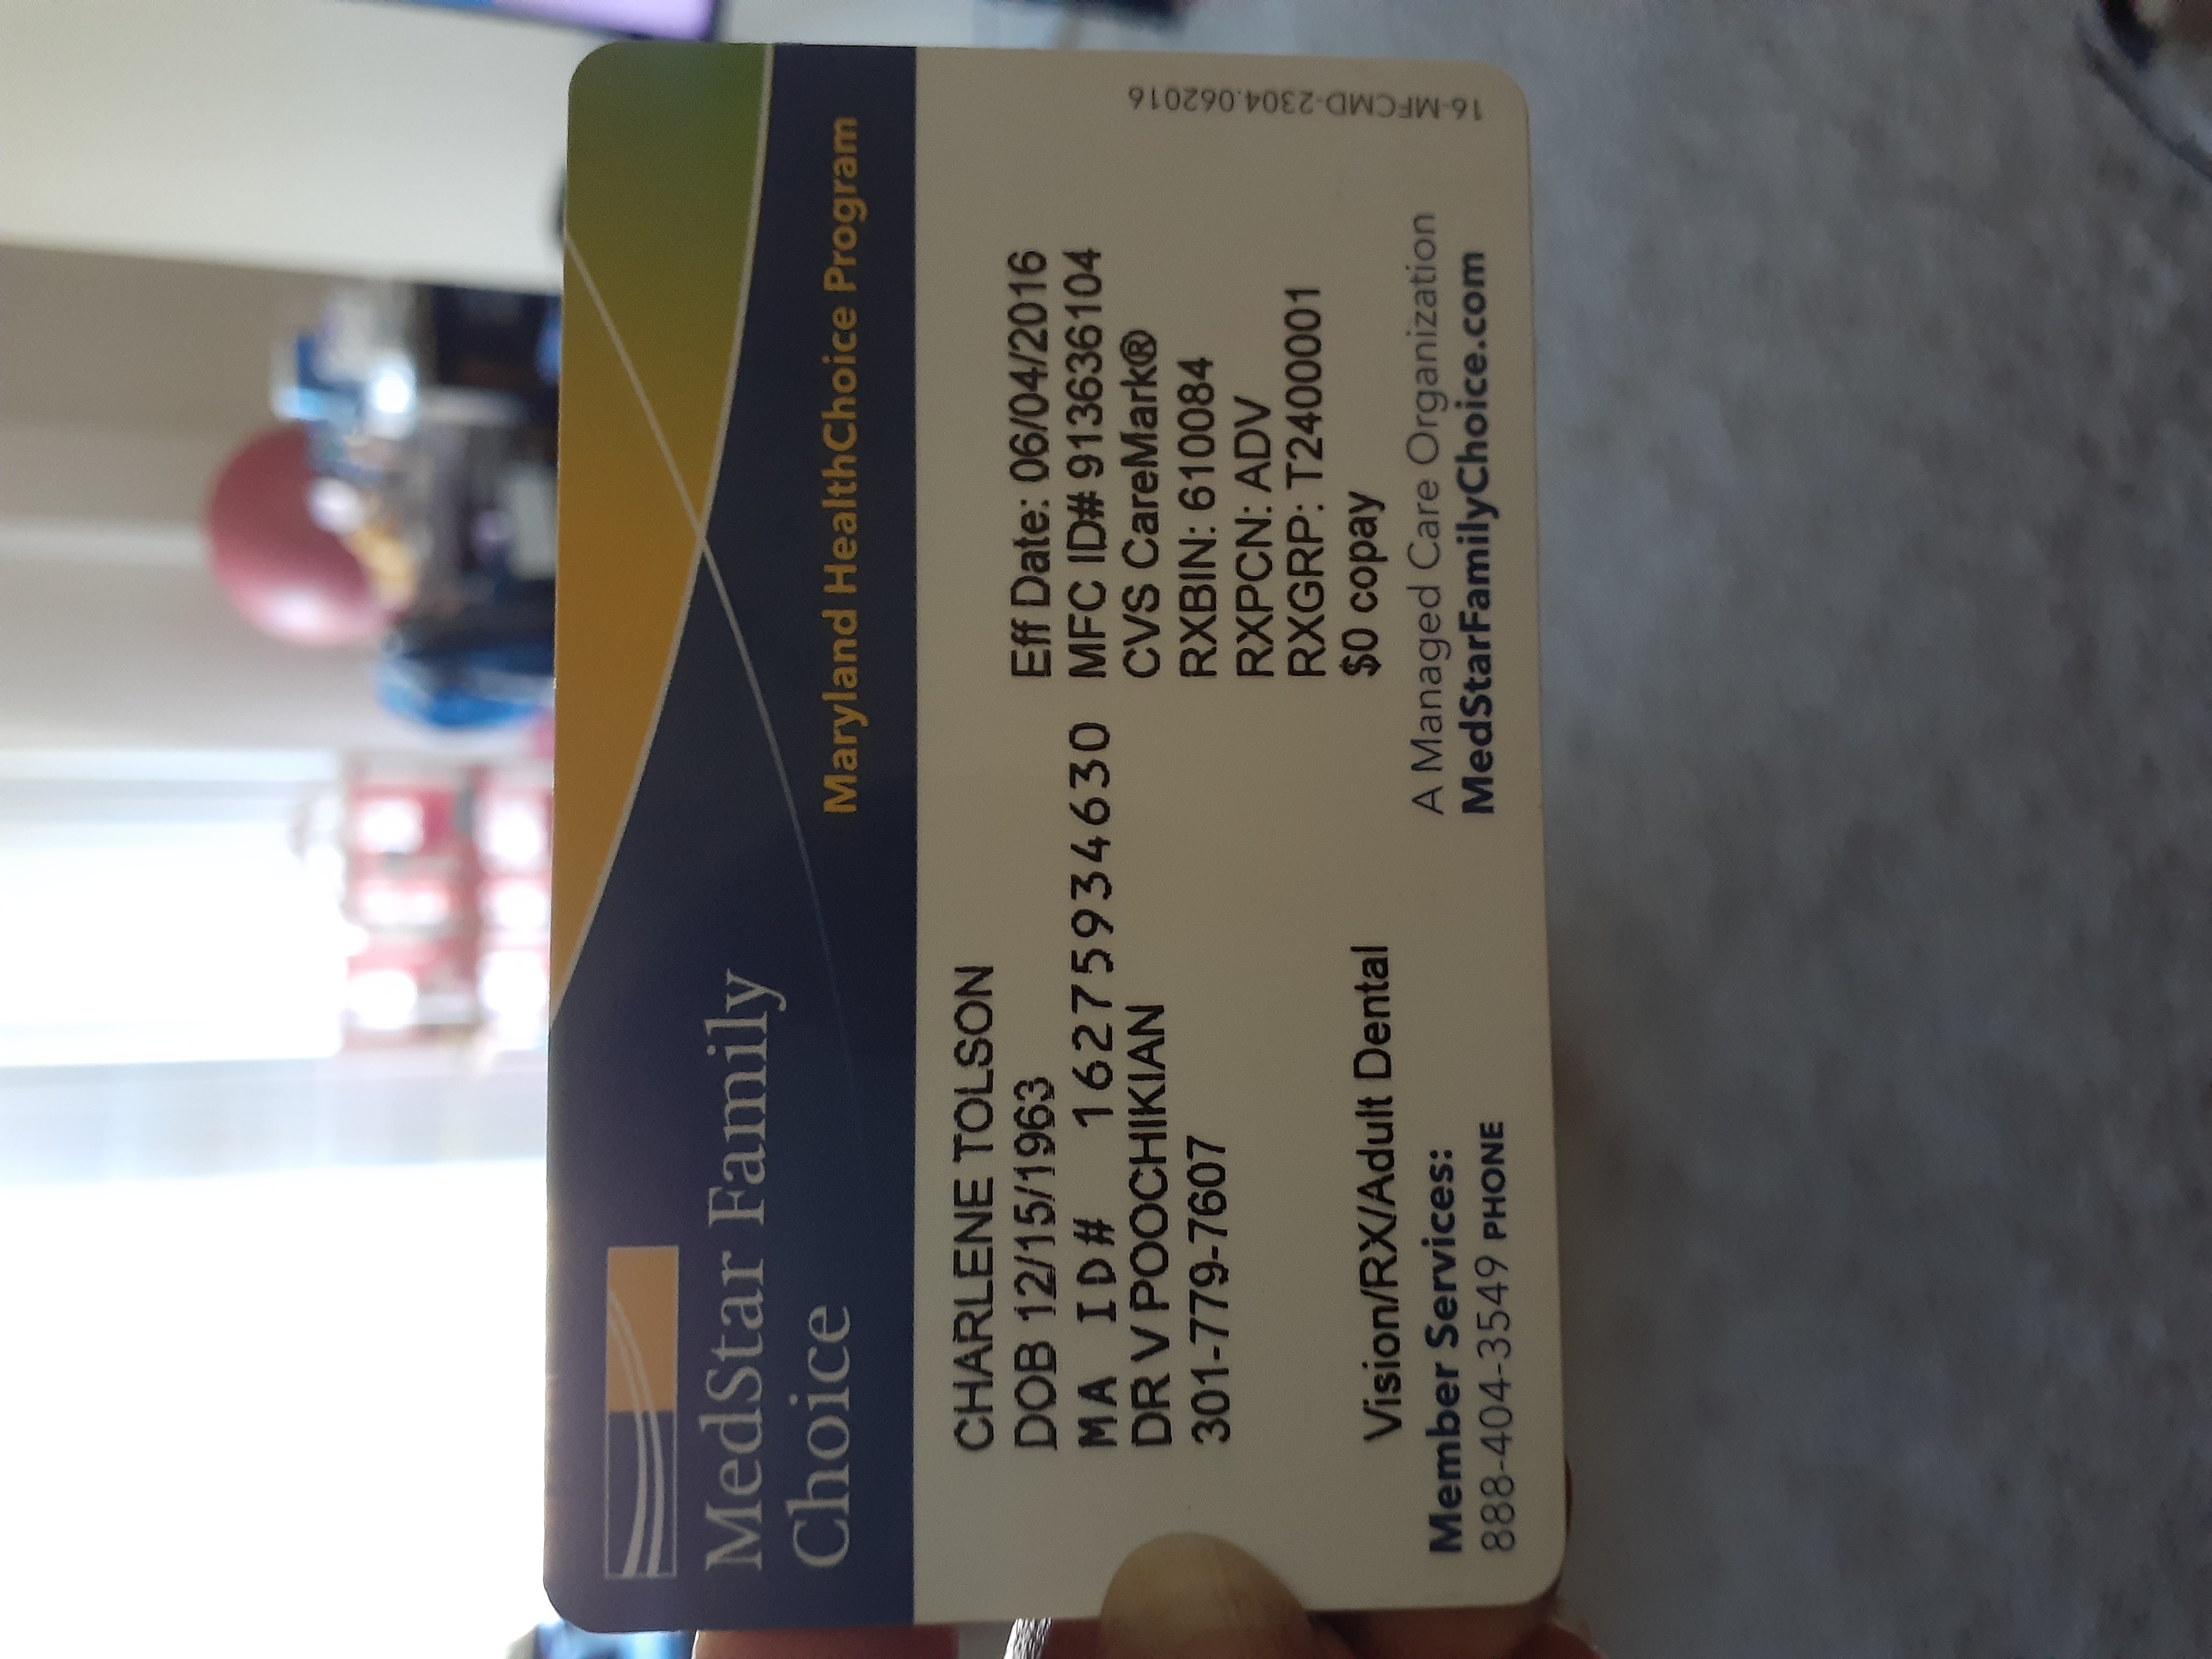 MedStar Family
Choice
Maryland HealthChoice Program
CHARLENE TOLSON
DOB 12/15/1963
MA ID# 16275934630
DR V POOCHIKIAN
301-779-7607
Eff Date: 06/04/2016
MFC ID# 9136366104
CVS CareMark®
RXBIN: 610084
RXPCN: ADV
RXGRP: T2400001
$0 copay
Vision/RX/Adult Dental
Member Services:
888-404-3549 PHONE
A Managed Care Organization
MedStarFamilyChoice.com
16-MFCMD-2304.062016